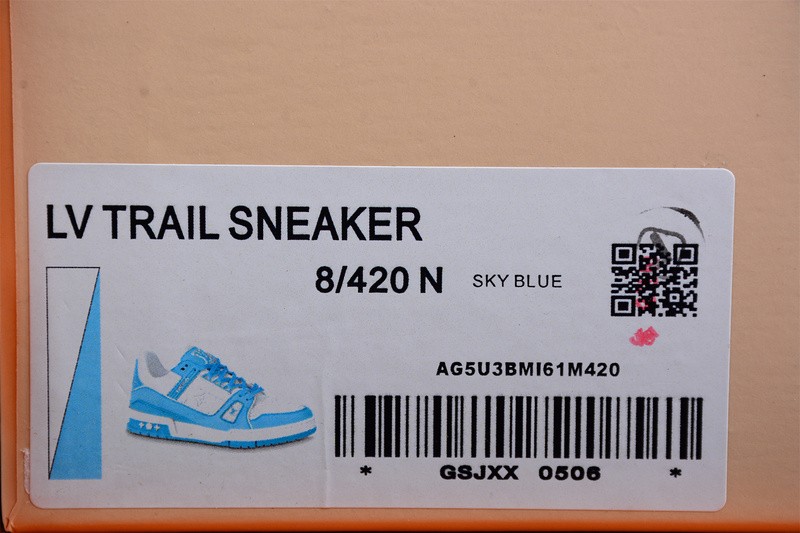 LV TRAIL SNEAKER
8/420 N SKY BLUE
AG5U3BMI61M420
* GSJXX 0506 *